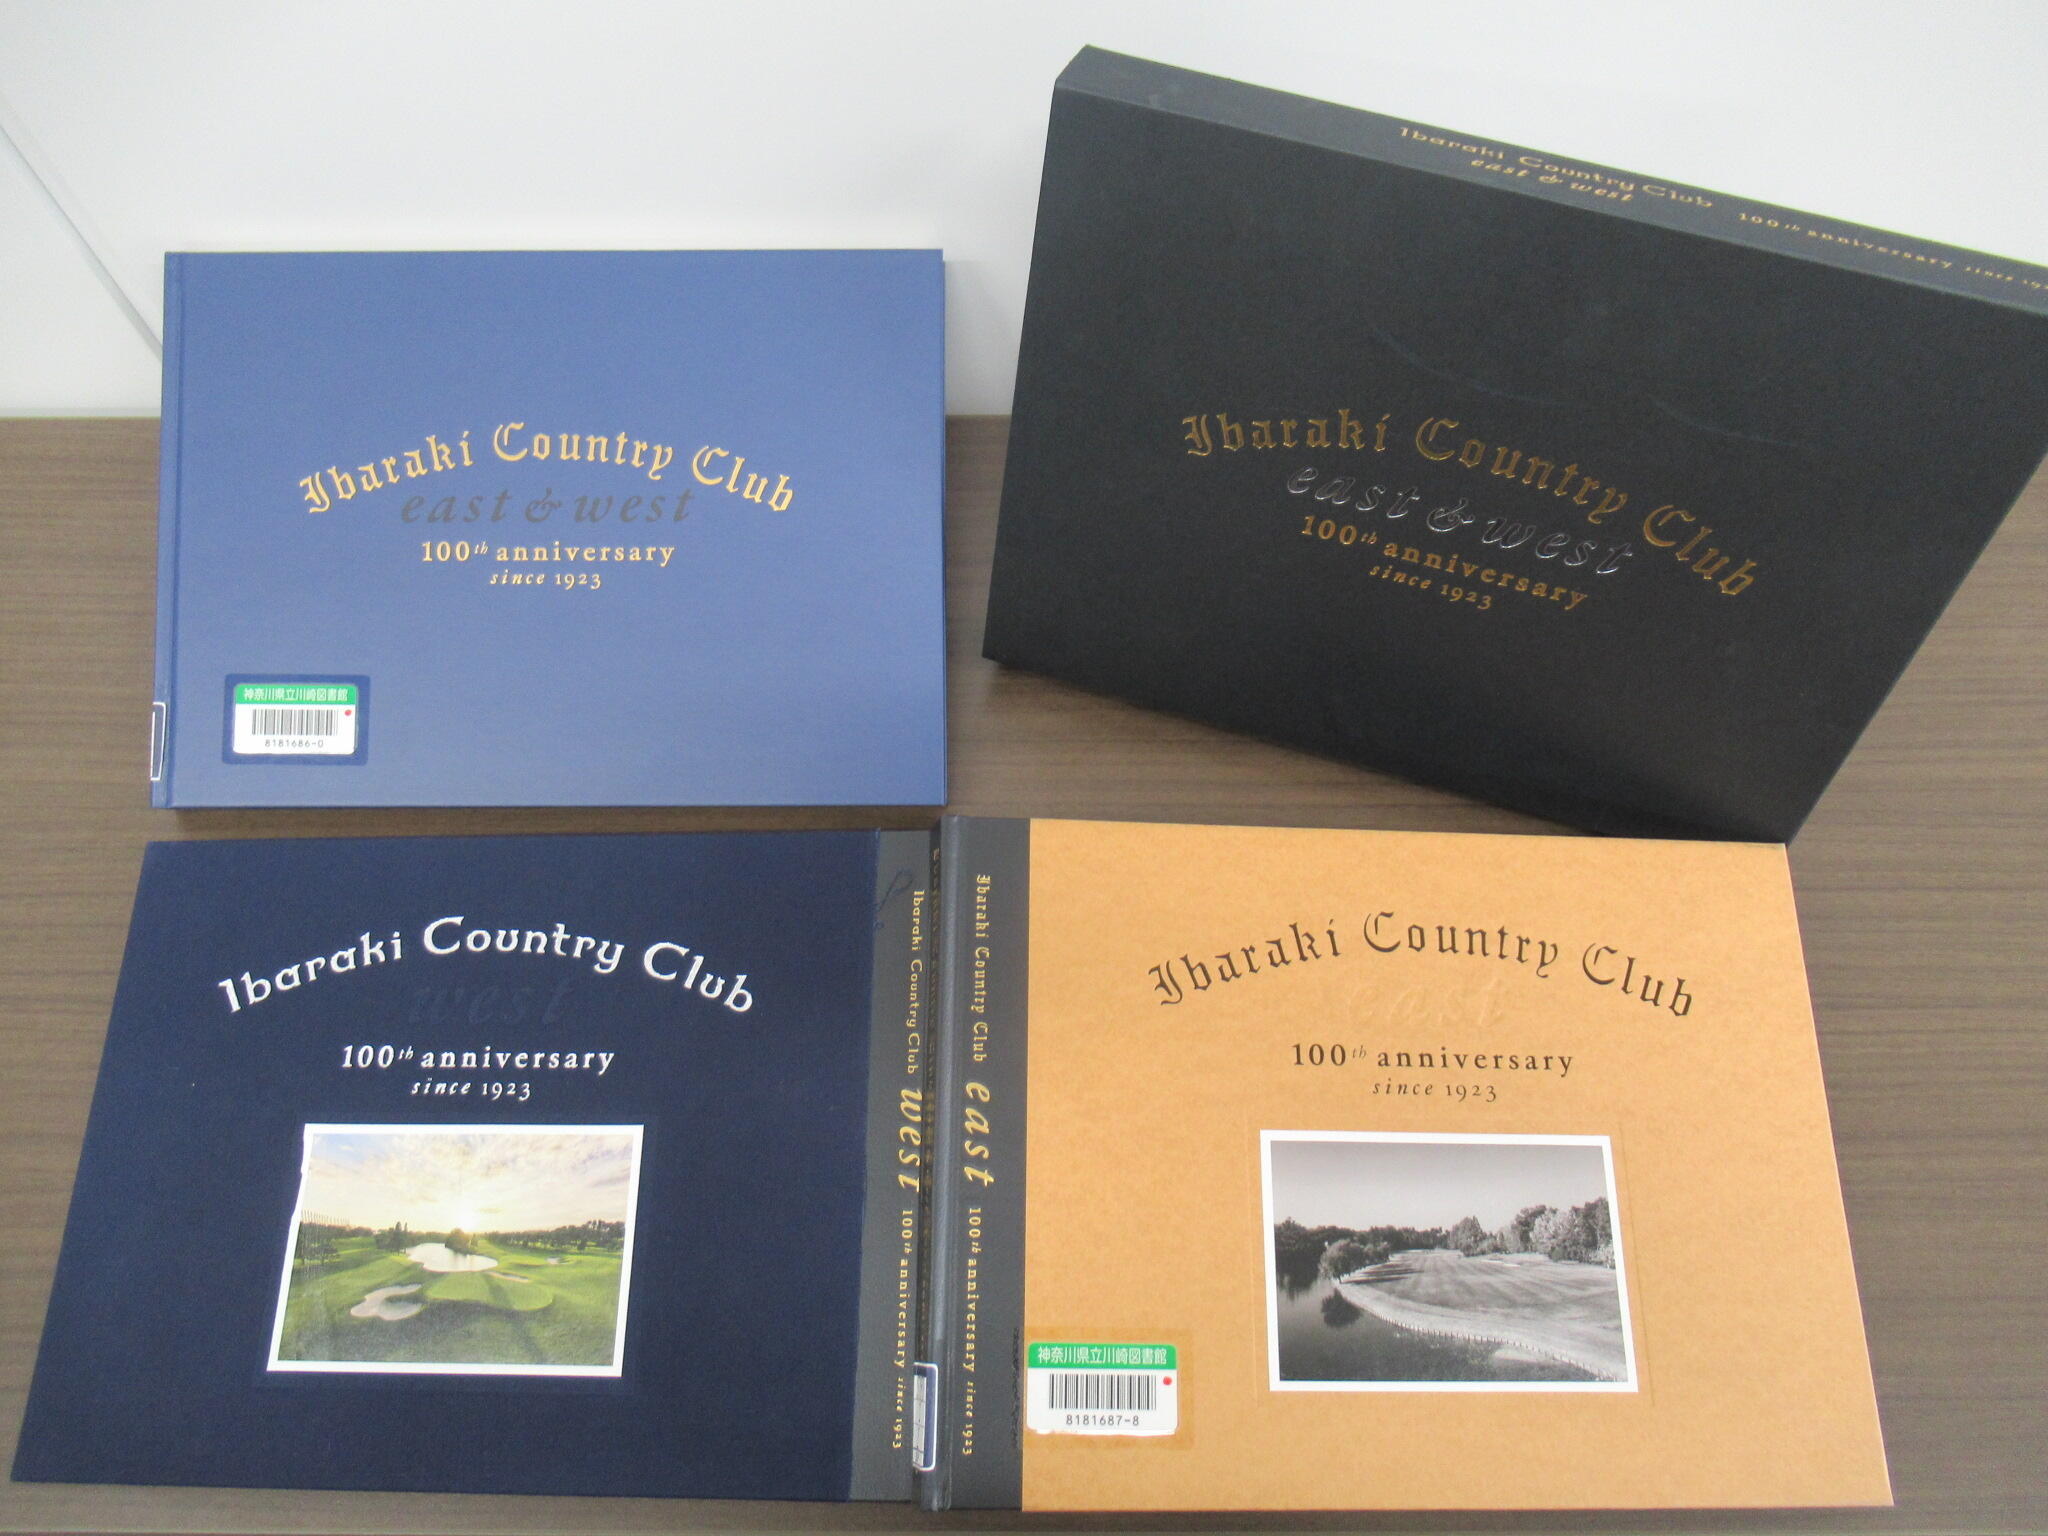 Ibaraki Country Club
east & west
100th anniversary
since 1923
神奈川県立川崎図書館
8181686-0
Ibaraki Country Club
east & west
100th anniversary since
Ibaraki Country Club
east & west
100th anniversary
since 1923
Ibaraki Country Club
west
100th anniversary
since 1923
Ibaraki Country Club west 100th anniversary since 1923
Ibaraki Country Club east 100th anniversary since 1923
Ibaraki Country Club
east
100th anniversary
since 1923
神奈川県立川崎図書館
8181687-8